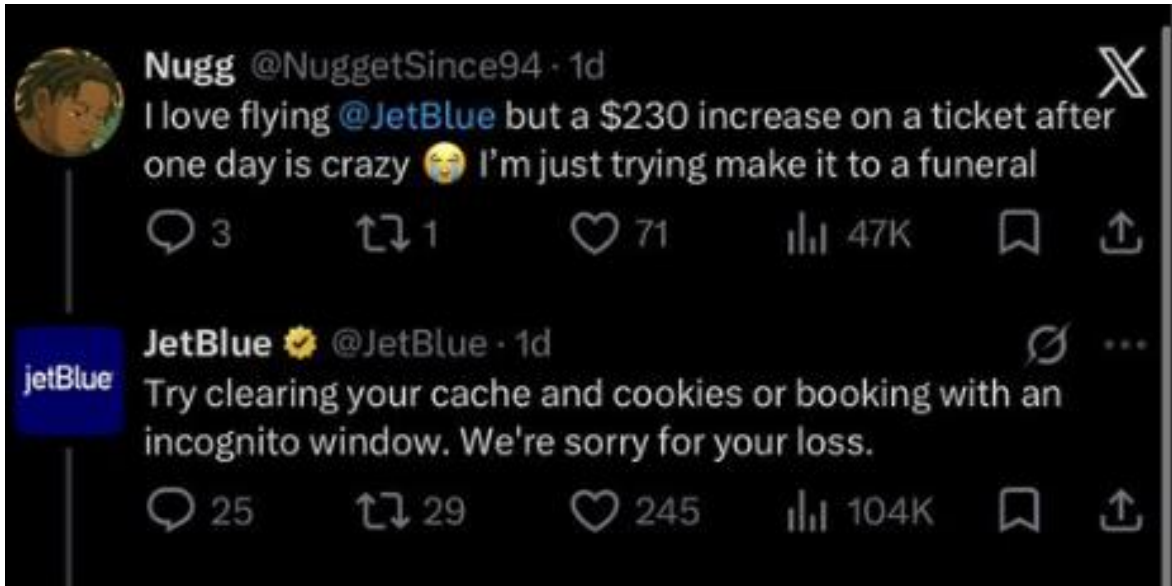 Nugg @NuggetSince94 · 1d
I love flying @JetBlue but a $230 increase on a ticket after
one day is crazy 😭 I'm just trying make it to a funeral
3 1 71 47K
jetBlue
JetBlue @JetBlue · 1d
Try clearing your cache and cookies or booking with an
incognito window. We're sorry for your loss.
25 29 245 104K